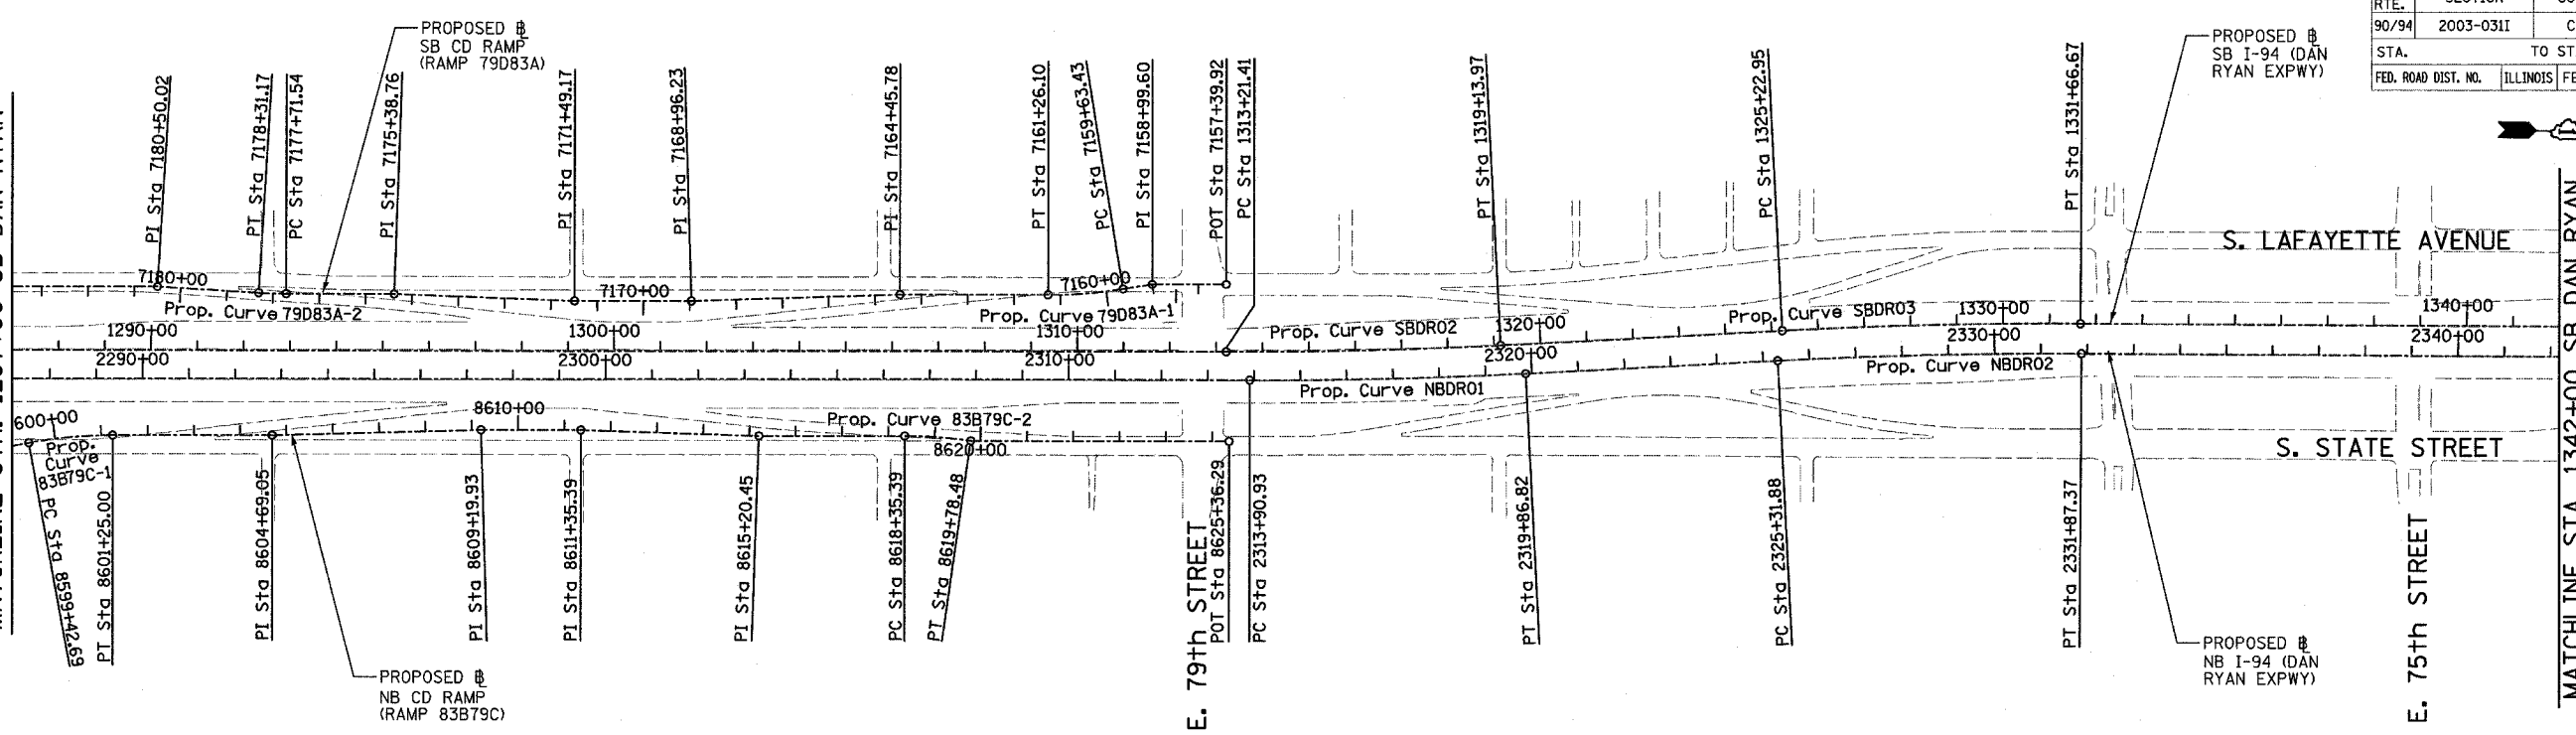 RTE.
90/94 2003-031I C
STA. TO ST
FED. ROAD DIST. NO. ILLINOIS FE
PROPOSED ℄
SB CD RAMP
(RAMP 79D83A)
PROPOSED ℄
SB I-94 (DAN
RYAN EXPWY)
PI Sta 7180+50.02
PT Sta 7178+31.17
PC Sta 7177+71.54
PI Sta 7175+38.76
PI Sta 7171+49.17
PI Sta 7168+96.23
PI Sta 7164+45.78
PT Sta 7161+26.10
PC Sta 7159+63.43
PI Sta 7158+99.60
POT Sta 7157+39.92
PC Sta 1313+21.41
PT Sta 1319+13.97
PC Sta 1325+22.95
PT Sta 1331+66.67
S. LAFAYETTE AVENUE
7180+00
7170+00
7160+00
Prop. Curve 79D83A-2
Prop. Curve 79D83A-1
1290+00
1300+00
1310+00
Prop. Curve SBDR02
1320+00
Prop. Curve SBDR03
1330+00
1340+00
2290+00
2300+00
2310+00
2320+00
2330+00
2340+00
Prop. Curve NBDR01
Prop. Curve NBDR02
600+00
8610+00
Prop. Curve 83B79C-2
8620+00
Prop.
Curve
83B79C-1
S. STATE STREET
PC Sta 8599+42.69
PT Sta 8601+25.00
PI Sta 8604+69.05
PI Sta 8609+19.93
PI Sta 8611+35.39
PI Sta 8615+20.45
PC Sta 8618+35.39
PT Sta 8619+78.48
E. 79th STREET
POT Sta 8625+36.29
PC Sta 2313+90.93
PT Sta 2319+86.82
PC Sta 2325+31.88
PT Sta 2331+87.37
E. 75th STREET
MATCHLINE STA 1342+00 SB DAN RYAN
PROPOSED ℄
NB CD RAMP
(RAMP 83B79C)
PROPOSED ℄
NB I-94 (DAN
RYAN EXPWY)